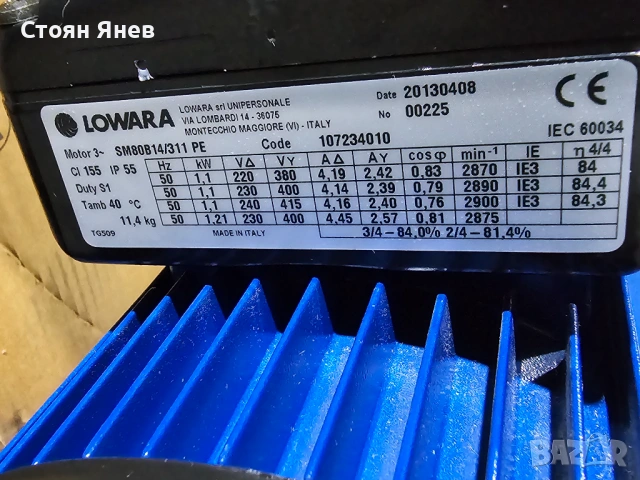 Стоян Янев
LOWARA
LOWARA srl UNIPERSONALE
VIA LOMBARDI 14 - 36075
MONTECCHIO MAGGIORE (VI) - ITALY
Date 20130408
No 00225
CE
Motor 3~ SM80B14/311 PE Code 107234010 IEC 60034
Cl 155 IP 55 Hz kW V∆ VY A∆ AY cosφ min⁻¹ IE η 4/4
50 1,1 220 380 4,19 2,42 0,83 2870 IE3 84
Duty S1 50 1,1 230 400 4,14 2,39 0,79 2890 IE3 84,4
Tamb 40 °C 50 1,1 240 415 4,16 2,40 0,76 2900 IE3 84,3
11,4 kg 50 1,21 230 400 4,45 2,57 0,81 2875
TG509 MADE IN ITALY 3/4–84,0% 2/4–81,4%
BAZAR